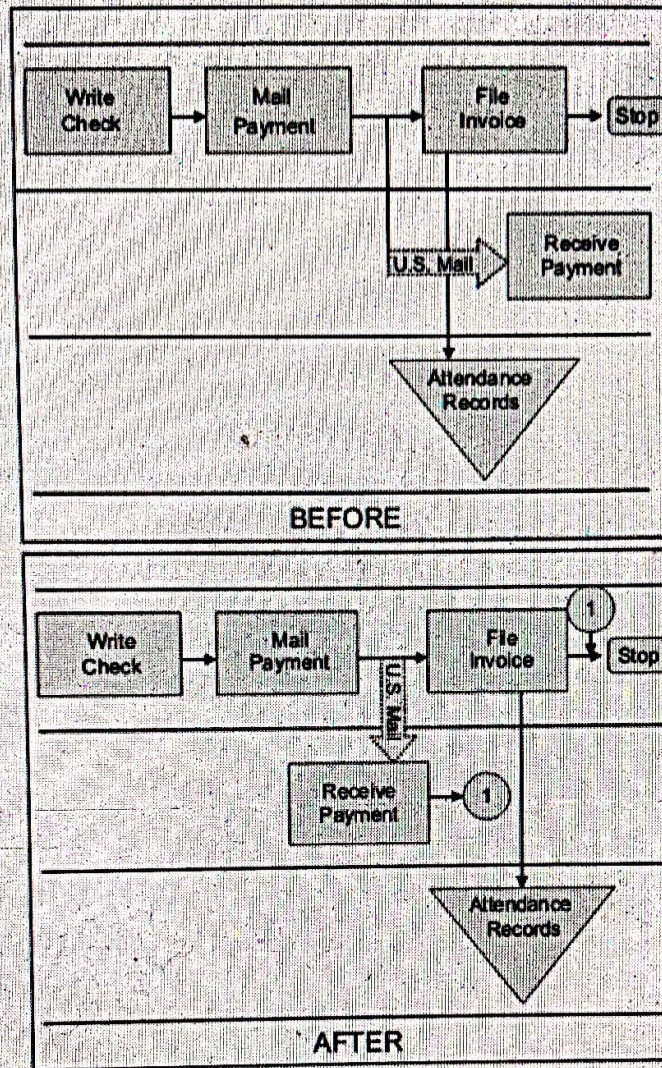 Write
Check
Mail
Payment
File
Invoice
Stop
U.S. Mail
Receive
Payment
Attendance
Records
BEFORE
1
Write
Check
Mail
Payment
File
Invoice
Stop
U.S. Mail
Receive
Payment
1
Attendance
Records
AFTER